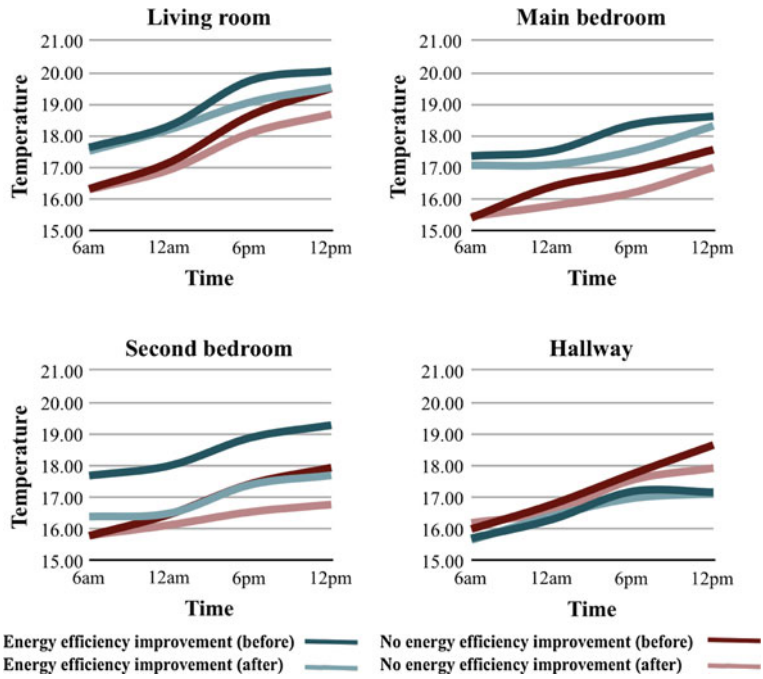 Living room
21.00
20.00
19.00
18.00
17.00
16.00
15.00
Temperature
6am 12am 6pm 12pm
Time
Main bedroom
21.00
20.00
19.00
18.00
17.00
16.00
15.00
Temperature
6am 12am 6pm 12pm
Time
Second bedroom
21.00
20.00
19.00
18.00
17.00
16.00
15.00
Temperature
6am 12am 6pm 12pm
Time
Hallway
21.00
20.00
19.00
18.00
17.00
16.00
15.00
Temperature
6am 12am 6pm 12pm
Time
Energy efficiency improvement (before)
Energy efficiency improvement (after)
No energy efficiency improvement (before)
No energy efficiency improvement (after)